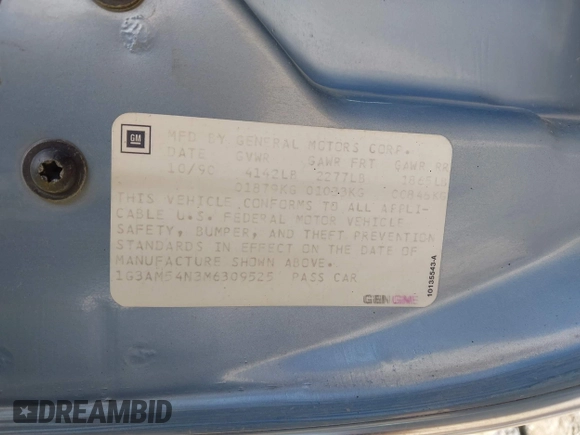 GM
MFD BY GENERAL MOTORS CORP.
DATE GVWR GAWR FRT GAWR RR
10/90 4142LB 2277LB 1865LB
01879KG 01033KG 00846KG
THIS VEHICLE CONFORMS TO ALL APPLI-
CABLE U.S. FEDERAL MOTOR VEHICLE
SAFETY, BUMPER, AND THEFT PREVENTION
STANDARDS IN EFFECT ON THE DATE OF
MANUFACTURE SHOWN ABOVE.
1G3AM54N3M6309525 PASS CAR
10135543-A
DREAMBID